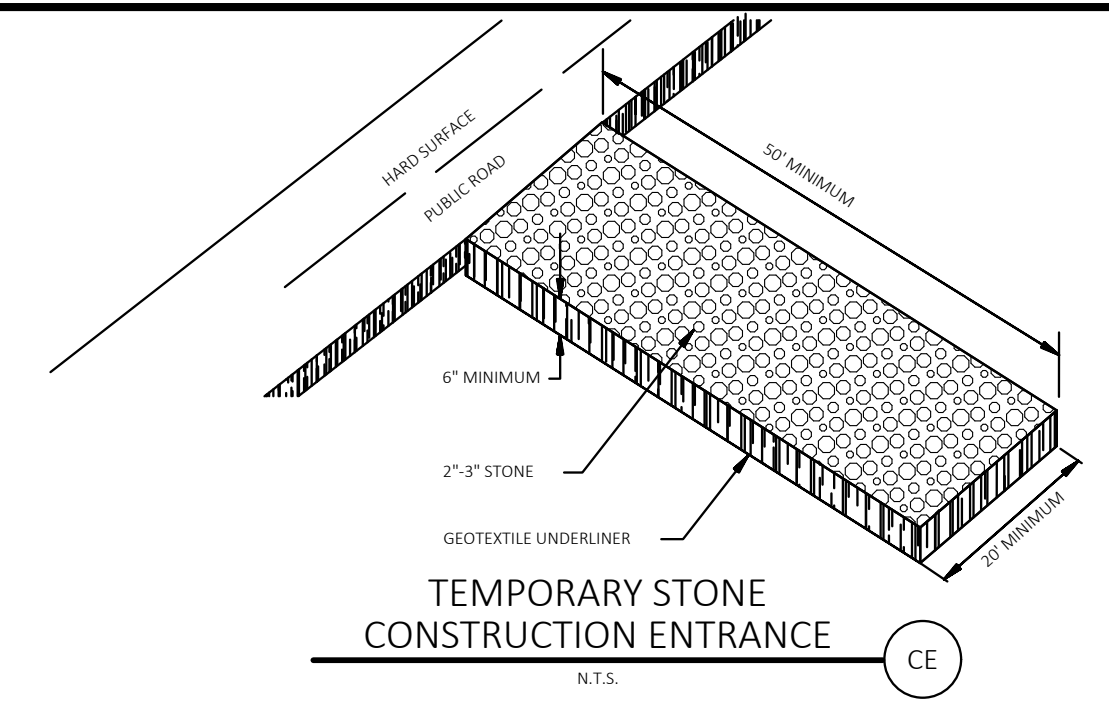 HARD SURFACE
PUBLIC ROAD
50' MINIMUM
6" MINIMUM
2"-3" STONE
GEOTEXTILE UNDERLINER
20' MINIMUM
TEMPORARY STONE
CONSTRUCTION ENTRANCE
CE
N.T.S.